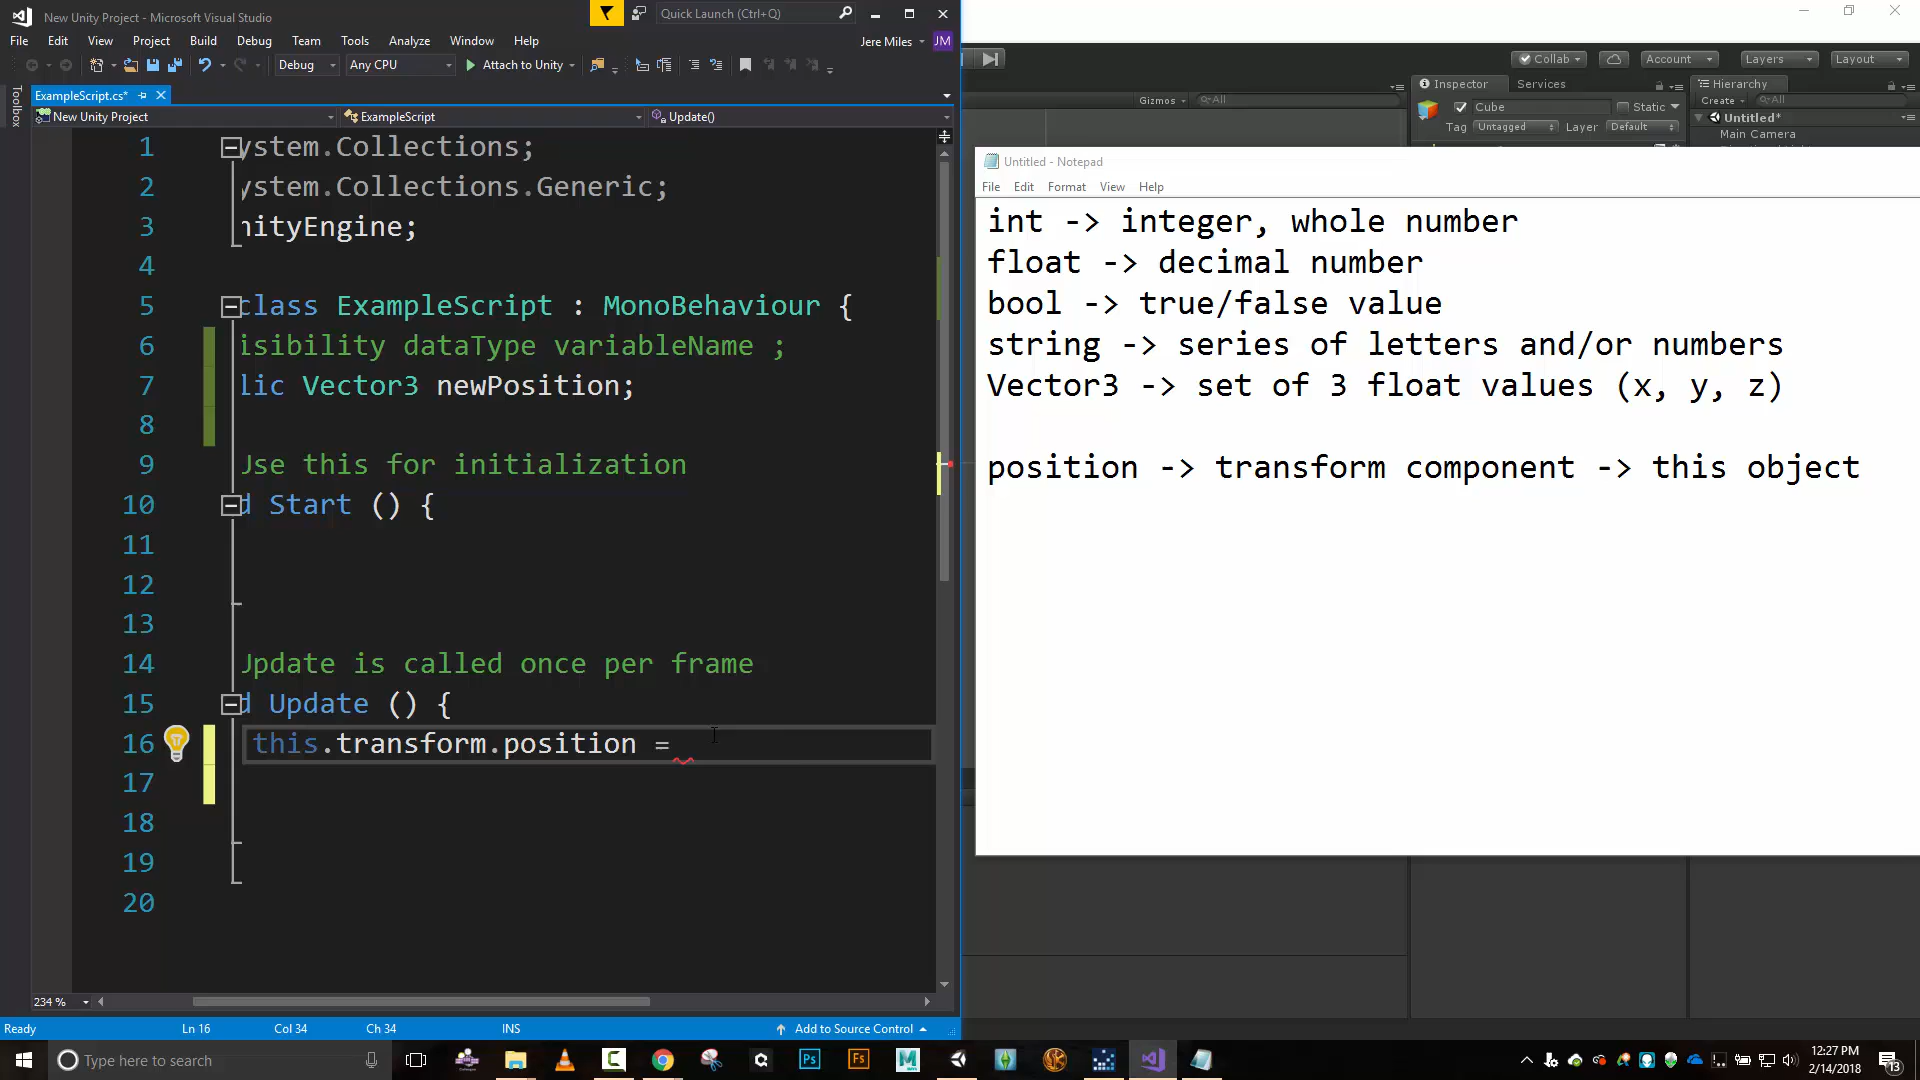 New Unity Project - Microsoft Visual Studio
Quick Launch (Ctrl+Q)
File Edit View Project Build Debug Team Tools Analyze Window Help
Jere Miles JM
Debug Any CPU Attach to Unity
Toolbox
ExampleScript.cs*
New Unity Project ExampleScript Update()
1 ystem.Collections;
2 ystem.Collections.Generic;
3 nityEngine;
4
5 class ExampleScript : MonoBehaviour {
6 isibility dataType variableName ;
7 lic Vector3 newPosition;
8
9 Use this for initialization
10 d Start () {
11
12
13
14 Update is called once per frame
15 d Update () {
16 this.transform.position =
17
18
19
20
234 %
Ready Ln 16 Col 34 Ch 34 INS Add to Source Control
Collab Account Layers Layout
Inspector Services Hierarchy
Gizmos All
Cube Static
Create All
Tag Untagged Layer Default
Untitled*
Main Camera
Untitled - Notepad
File Edit Format View Help
int -> integer, whole number
float -> decimal number
bool -> true/false value
string -> series of letters and/or numbers
Vector3 -> set of 3 float values (x, y, z)
position -> transform component -> this object
Type here to search
Ps
Fs
M
12:27 PM
2/14/2018
13